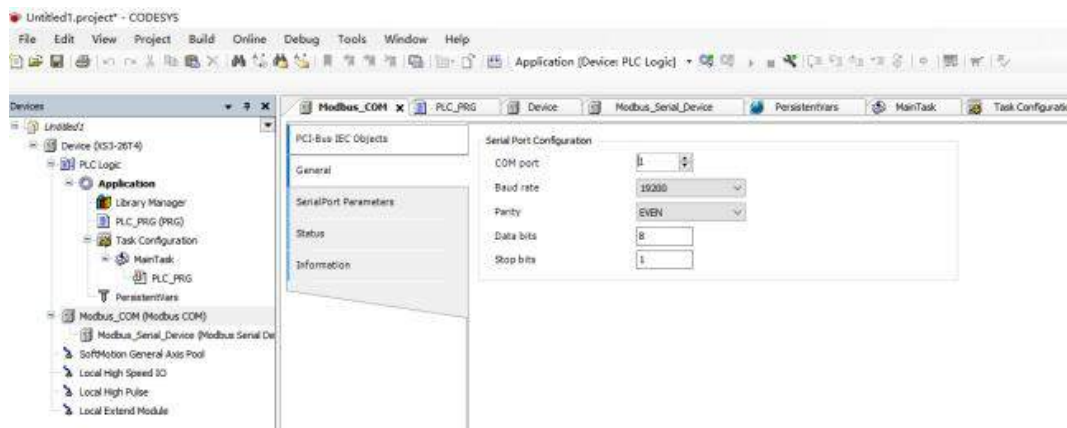 Untitled1.project* - CODESYS
File Edit View Project Build Online Debug Tools Window Help
Application [Device: PLC Logic]
Devices
Modbus_COM x PLC_PRG Device Modbus_Serial_Device PersistentVars MainTask Task Configurati
Untitled1
Device (XS3-26T4)
PLC Logic
Application
Library Manager
PLC_PRG (PRG)
Task Configuration
MainTask
PLC_PRG
PersistentVars
Modbus_COM (Modbus COM)
Modbus_Serial_Device (Modbus Serial De
SoftMotion General Axis Pool
Local High Speed IO
Local High Pulse
Local Extend Module
PCI-Bus IEC Objects
General
SerialPort Parameters
Status
Information
Serial Port Configuration
COM port 1
Baud rate 19200
Parity EVEN
Data bits 8
Stop bits 1